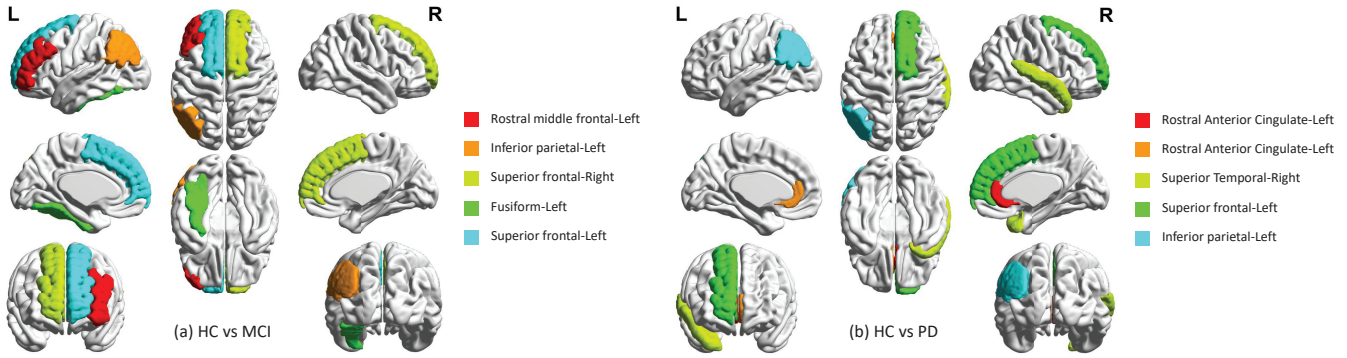 L
R
Rostral middle frontal-Left
Inferior parietal-Left
Superior frontal-Right
Fusiform-Left
Superior frontal-Left
(a) HC vs MCI
L
R
Rostral Anterior Cingulate-Left
Rostral Anterior Cingulate-Left
Superior Temporal-Right
Superior frontal-Left
Inferior parietal-Left
(b) HC vs PD